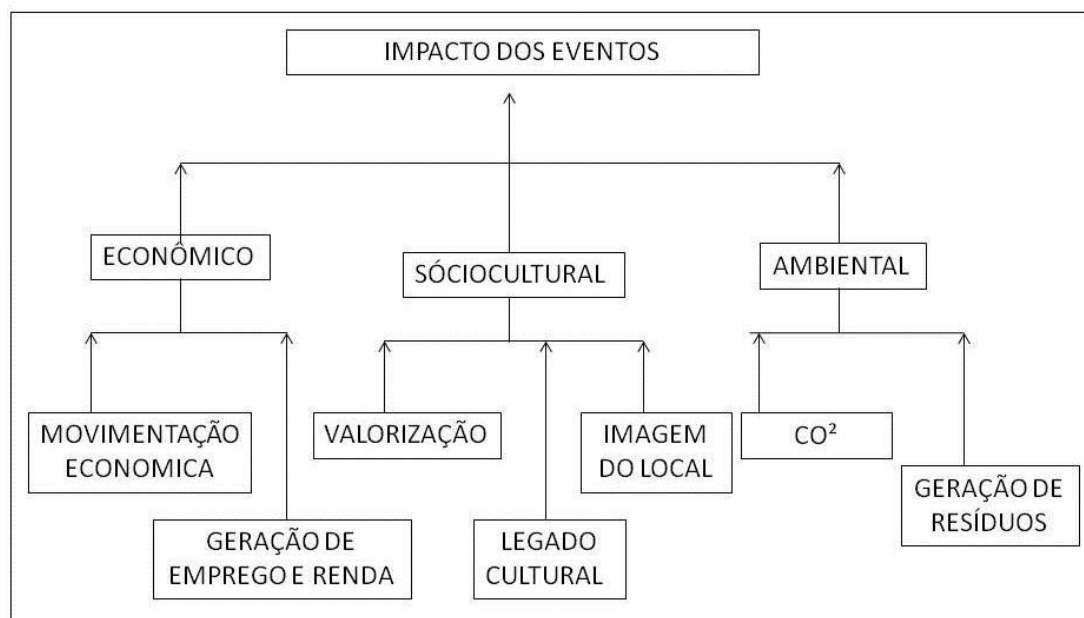 IMPACTO DOS EVENTOS
ECONÔMICO
SÓCIOCULTURAL
AMBIENTAL
MOVIMENTAÇÃO
ECONOMICA
GERAÇÃO DE
EMPREGO E RENDA
VALORIZAÇÃO
LEGADO
CULTURAL
IMAGEM
DO LOCAL
CO²
GERAÇÃO DE
RESÍDUOS